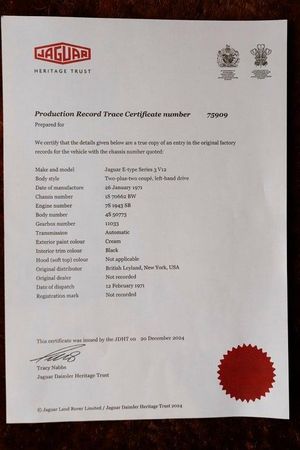 JAGUAR
HERITAGE TRUST
Production Record Trace Certificate number 75909
Prepared for
We certify that the details given below are a true copy of an entry in the original factory
records for the vehicle with the chassis number quoted:
Make and model Jaguar E-type Series 3 V12
Body style Two-plus-two coupé, left-hand drive
Date of manufacture 26 January 1971
Chassis number 1S 70662 BW
Engine number 7S 1943 SB
Body number 4S 50773
Gearbox number 11033
Transmission Automatic
Exterior paint colour Cream
Interior trim colour Black
Hood (soft top) colour Not applicable
Original distributor British Leyland, New York, USA
Original dealer Not recorded
Date of dispatch 12 February 1971
Registration mark Not recorded
This certificate was issued by the JDHT on 20 December 2024
Tracy Nabbs
Jaguar Daimler Heritage Trust
© Jaguar Land Rover Limited / Jaguar Daimler Heritage Trust 2024